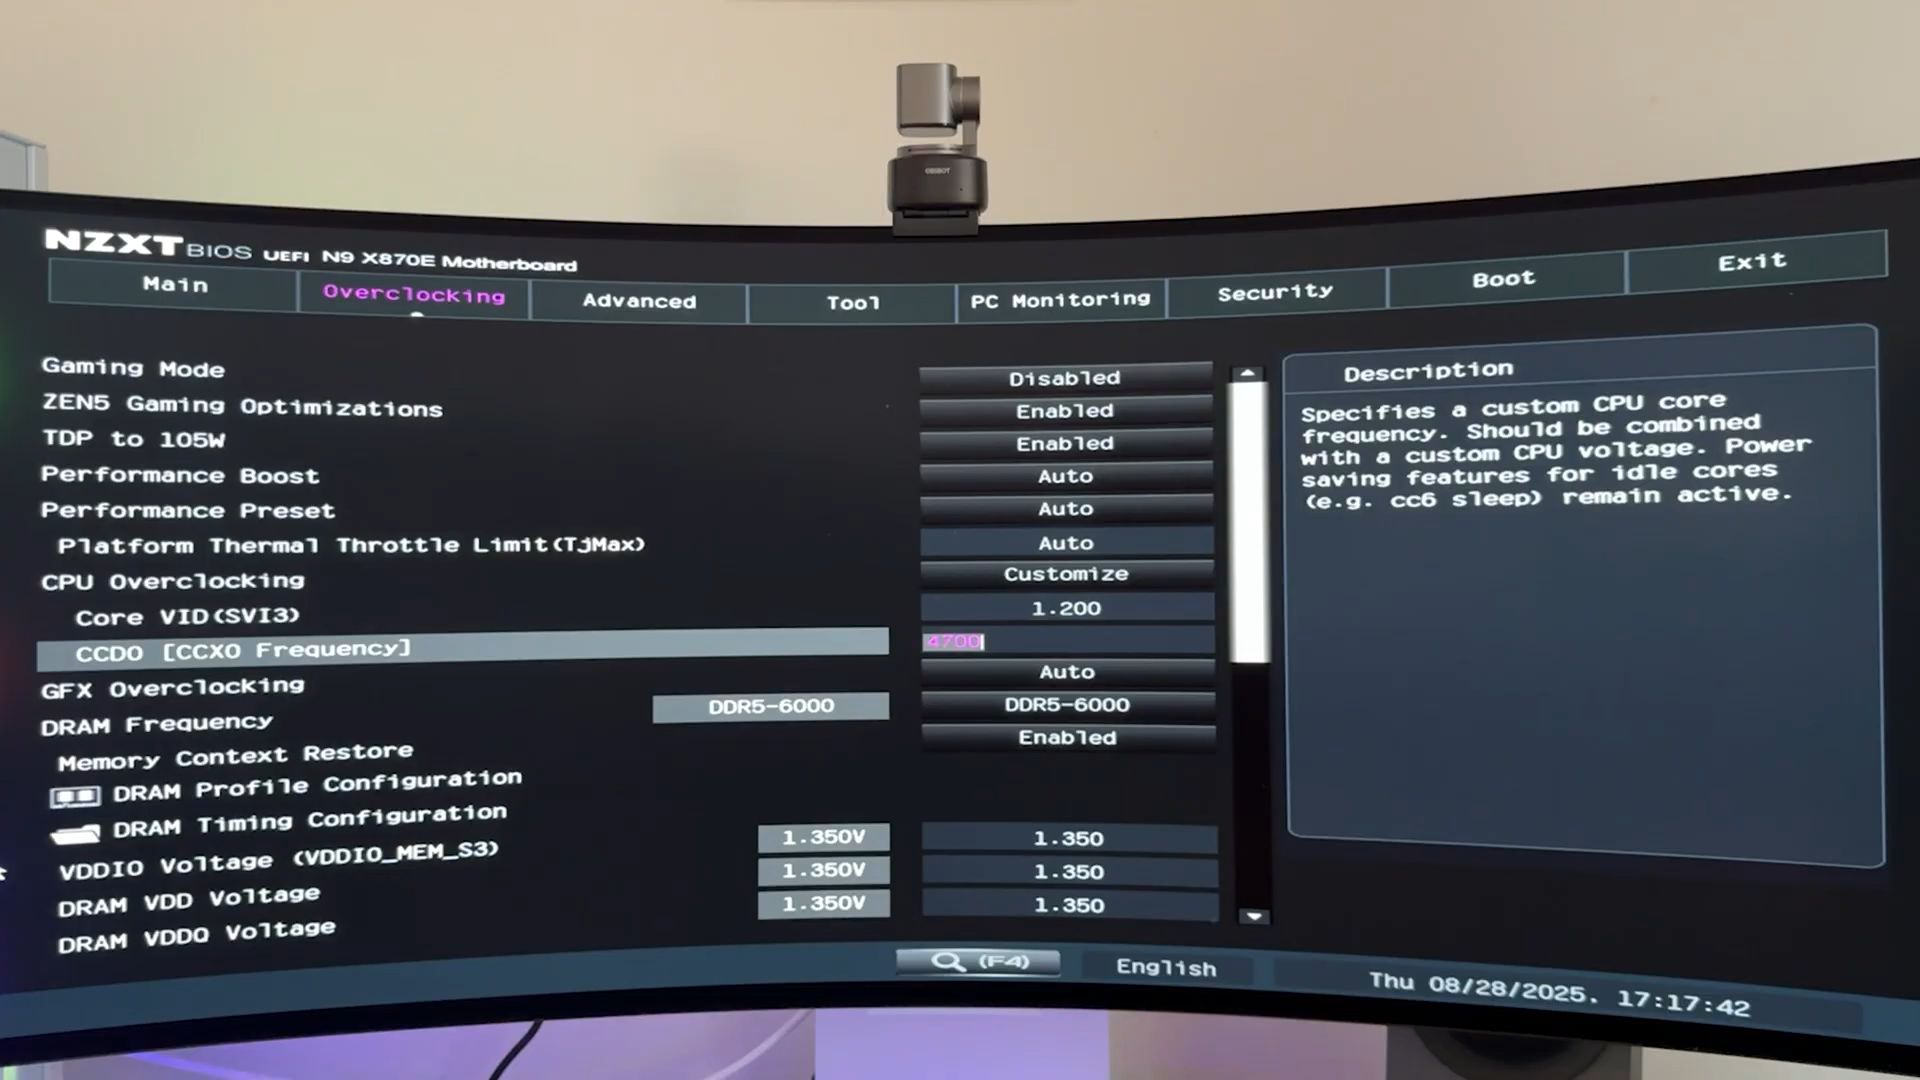 OBSBOT
NZXT BIOS UEFI N9 X870E Motherboard
Main Overclocking Advanced Tool PC Monitoring Security Boot Exit
Gaming Mode Disabled
ZEN5 Gaming Optimizations Enabled
TDP to 105W Enabled
Performance Boost Auto
Performance Preset Auto
Platform Thermal Throttle Limit(TjMax) Auto
CPU Overclocking Customize
Core VID(SVI3) 1.200
CCD0 [CCX0 Frequency] 4700
GFX Overclocking Auto
DRAM Frequency DDR5-6000 DDR5-6000
Memory Context Restore Enabled
DRAM Profile Configuration
DRAM Timing Configuration
VDDIO Voltage (VDDIO_MEM_S3) 1.350V 1.350
DRAM VDD Voltage 1.350V 1.350
DRAM VDDQ Voltage 1.350V 1.350
Description
Specifies a custom CPU core
frequency. Should be combined
with a custom CPU voltage. Power
saving features for idle cores
(e.g. cc6 sleep) remain active.
(F4) English Thu 08/28/2025. 17:17:42